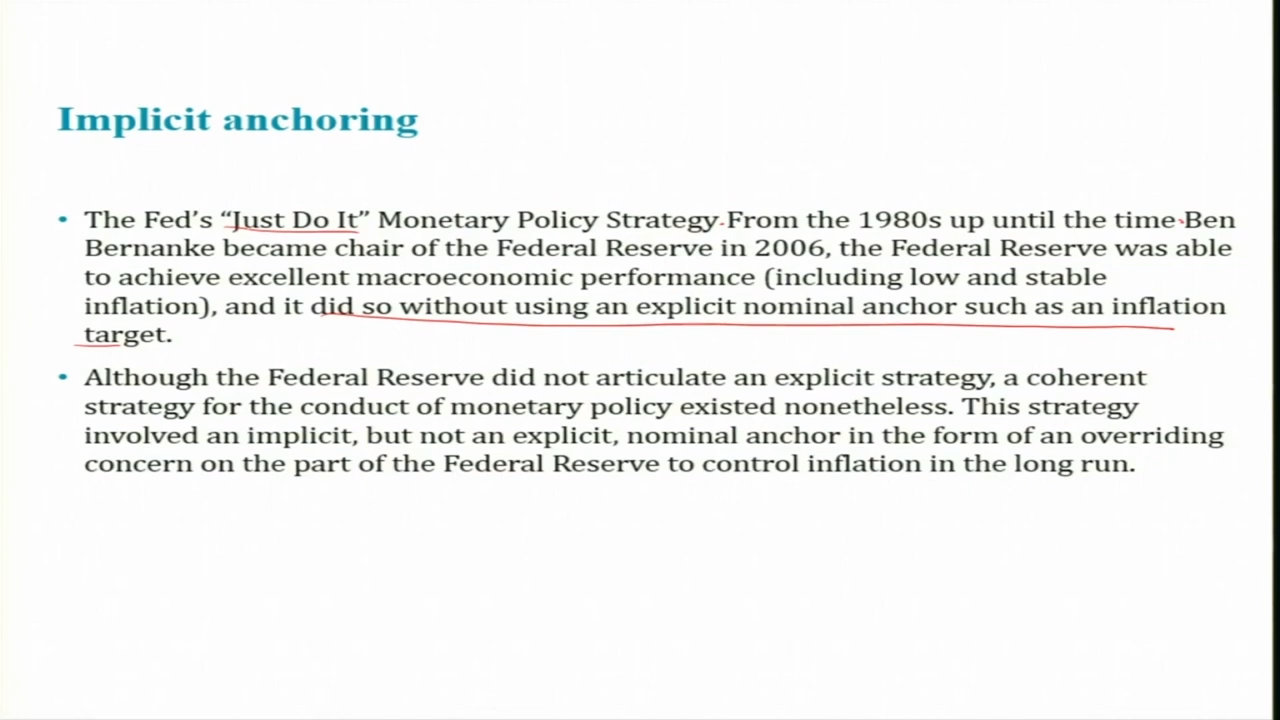 Implicit anchoring
• The Fed's “Just Do It” Monetary Policy Strategy From the 1980s up until the time Ben
Bernanke became chair of the Federal Reserve in 2006, the Federal Reserve was able
to achieve excellent macroeconomic performance (including low and stable
inflation), and it did so without using an explicit nominal anchor such as an inflation
target.
• Although the Federal Reserve did not articulate an explicit strategy, a coherent
strategy for the conduct of monetary policy existed nonetheless. This strategy
involved an implicit, but not an explicit, nominal anchor in the form of an overriding
concern on the part of the Federal Reserve to control inflation in the long run.